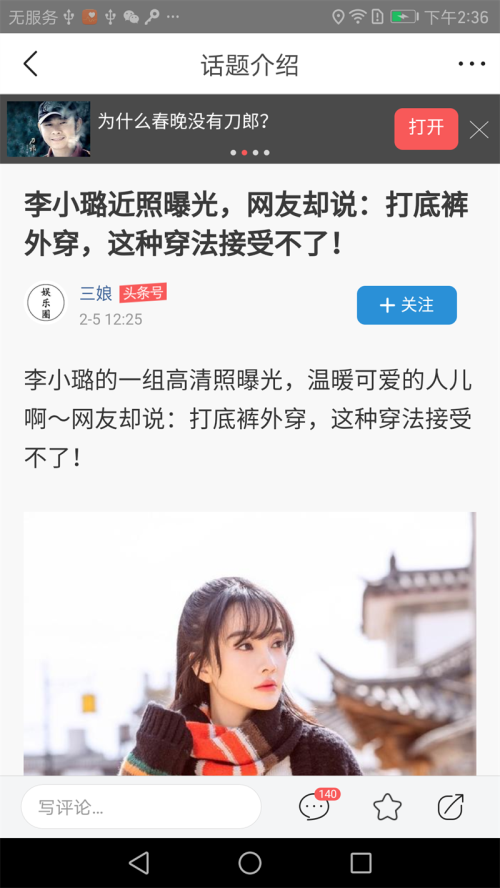 无服务 下午2:36
话题介绍
为什么春晚没有刀郎?
打开
李小璐近照曝光，网友却说：打底裤
外穿，这种穿法接受不了！
娱乐圈
三娘 头条号
2-5 12:25
关注
李小璐的一组高清照曝光，温暖可爱的人儿
啊～网友却说：打底裤外穿，这种穿法接受
不了！
写评论...
140